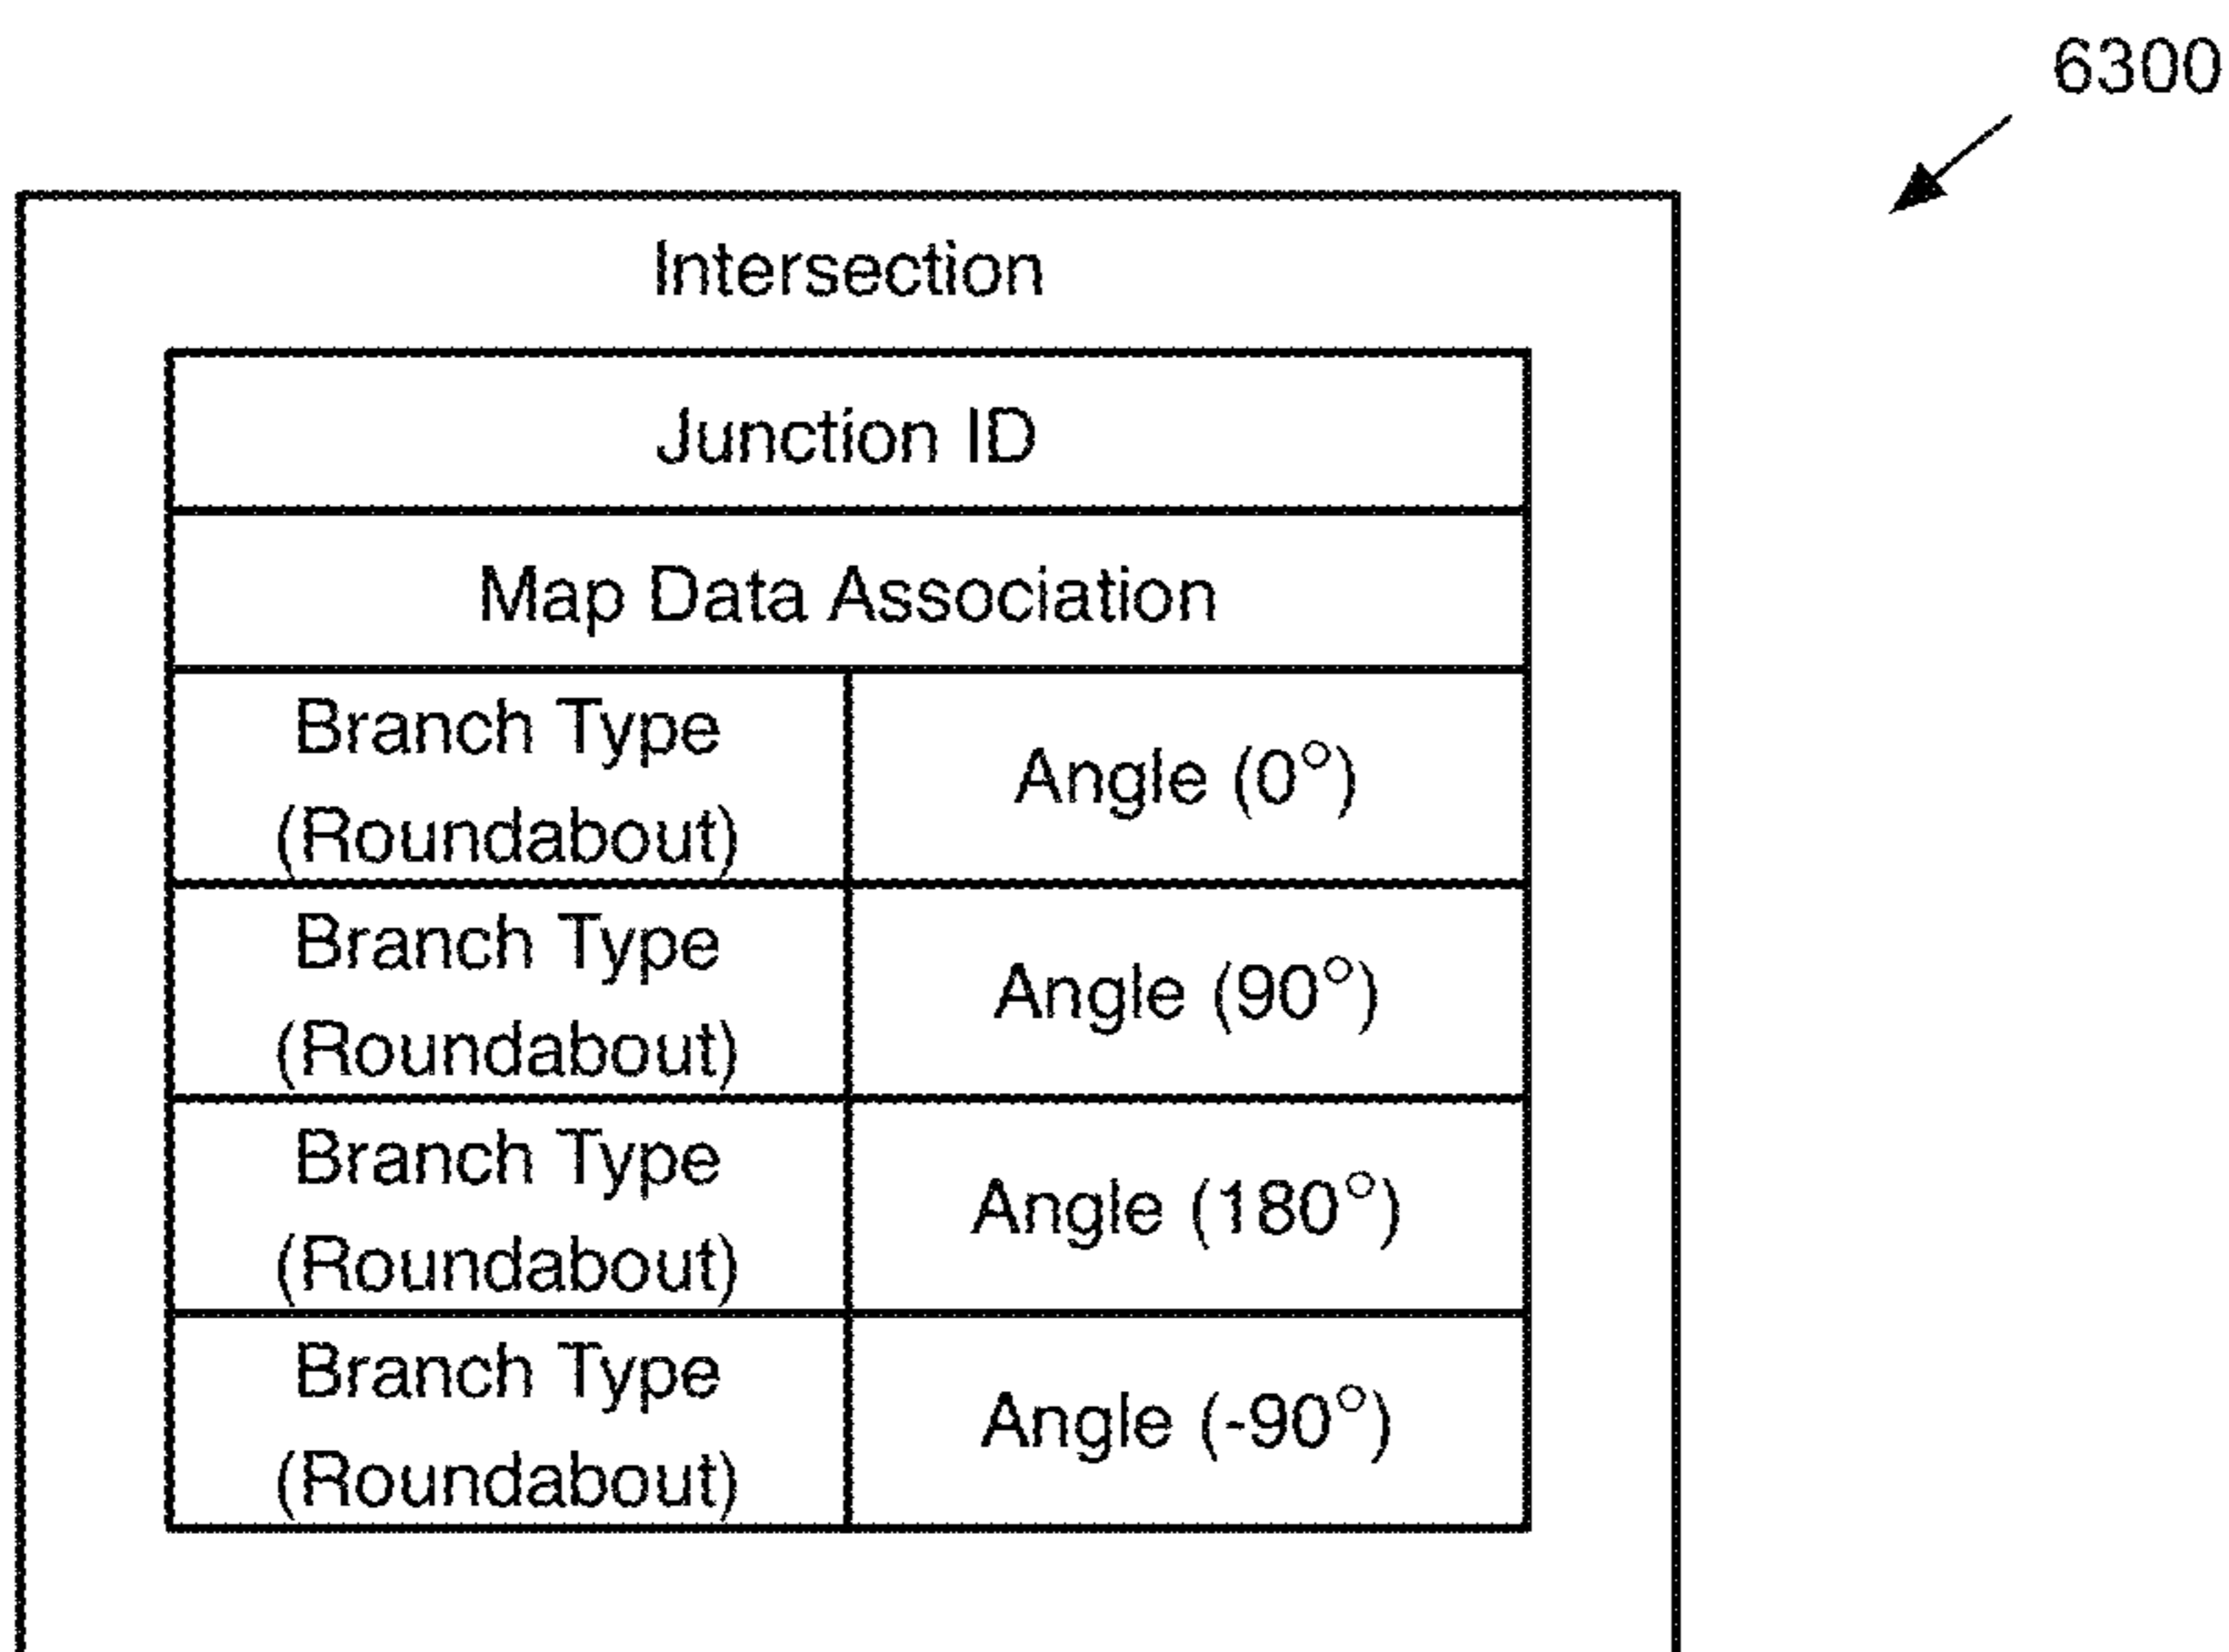 6300
Intersection
Junction ID
Map Data Association
Branch Type
(Roundabout)
Angle (0°)
Branch Type
(Roundabout)
Angle (90°)
Branch Type
(Roundabout)
Angle (180°)
Branch Type
(Roundabout)
Angle (-90°)